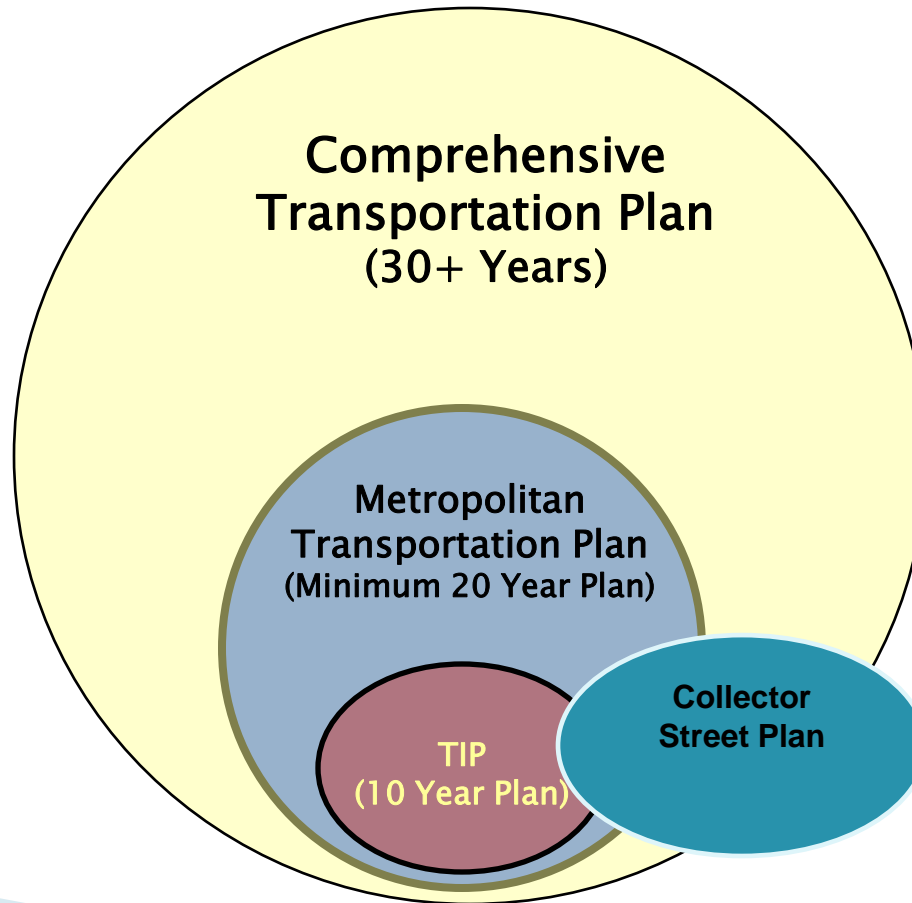 Comprehensive
Transportation Plan
(30+ Years)
Metropolitan
Transportation Plan
(Minimum 20 Year Plan)
Collector
Street Plan
TIP
(10 Year Plan)